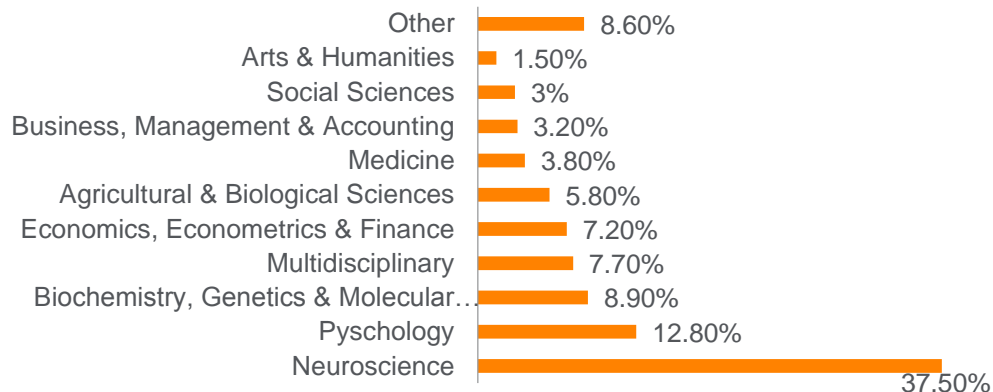 Other 8.60%
Arts & Humanities 1.50%
Social Sciences 3%
Business, Management & Accounting 3.20%
Medicine 3.80%
Agricultural & Biological Sciences 5.80%
Economics, Econometrics & Finance 7.20%
Multidisciplinary 7.70%
Biochemistry, Genetics & Molecular… 8.90%
Pyschology 12.80%
Neuroscience 37.50%